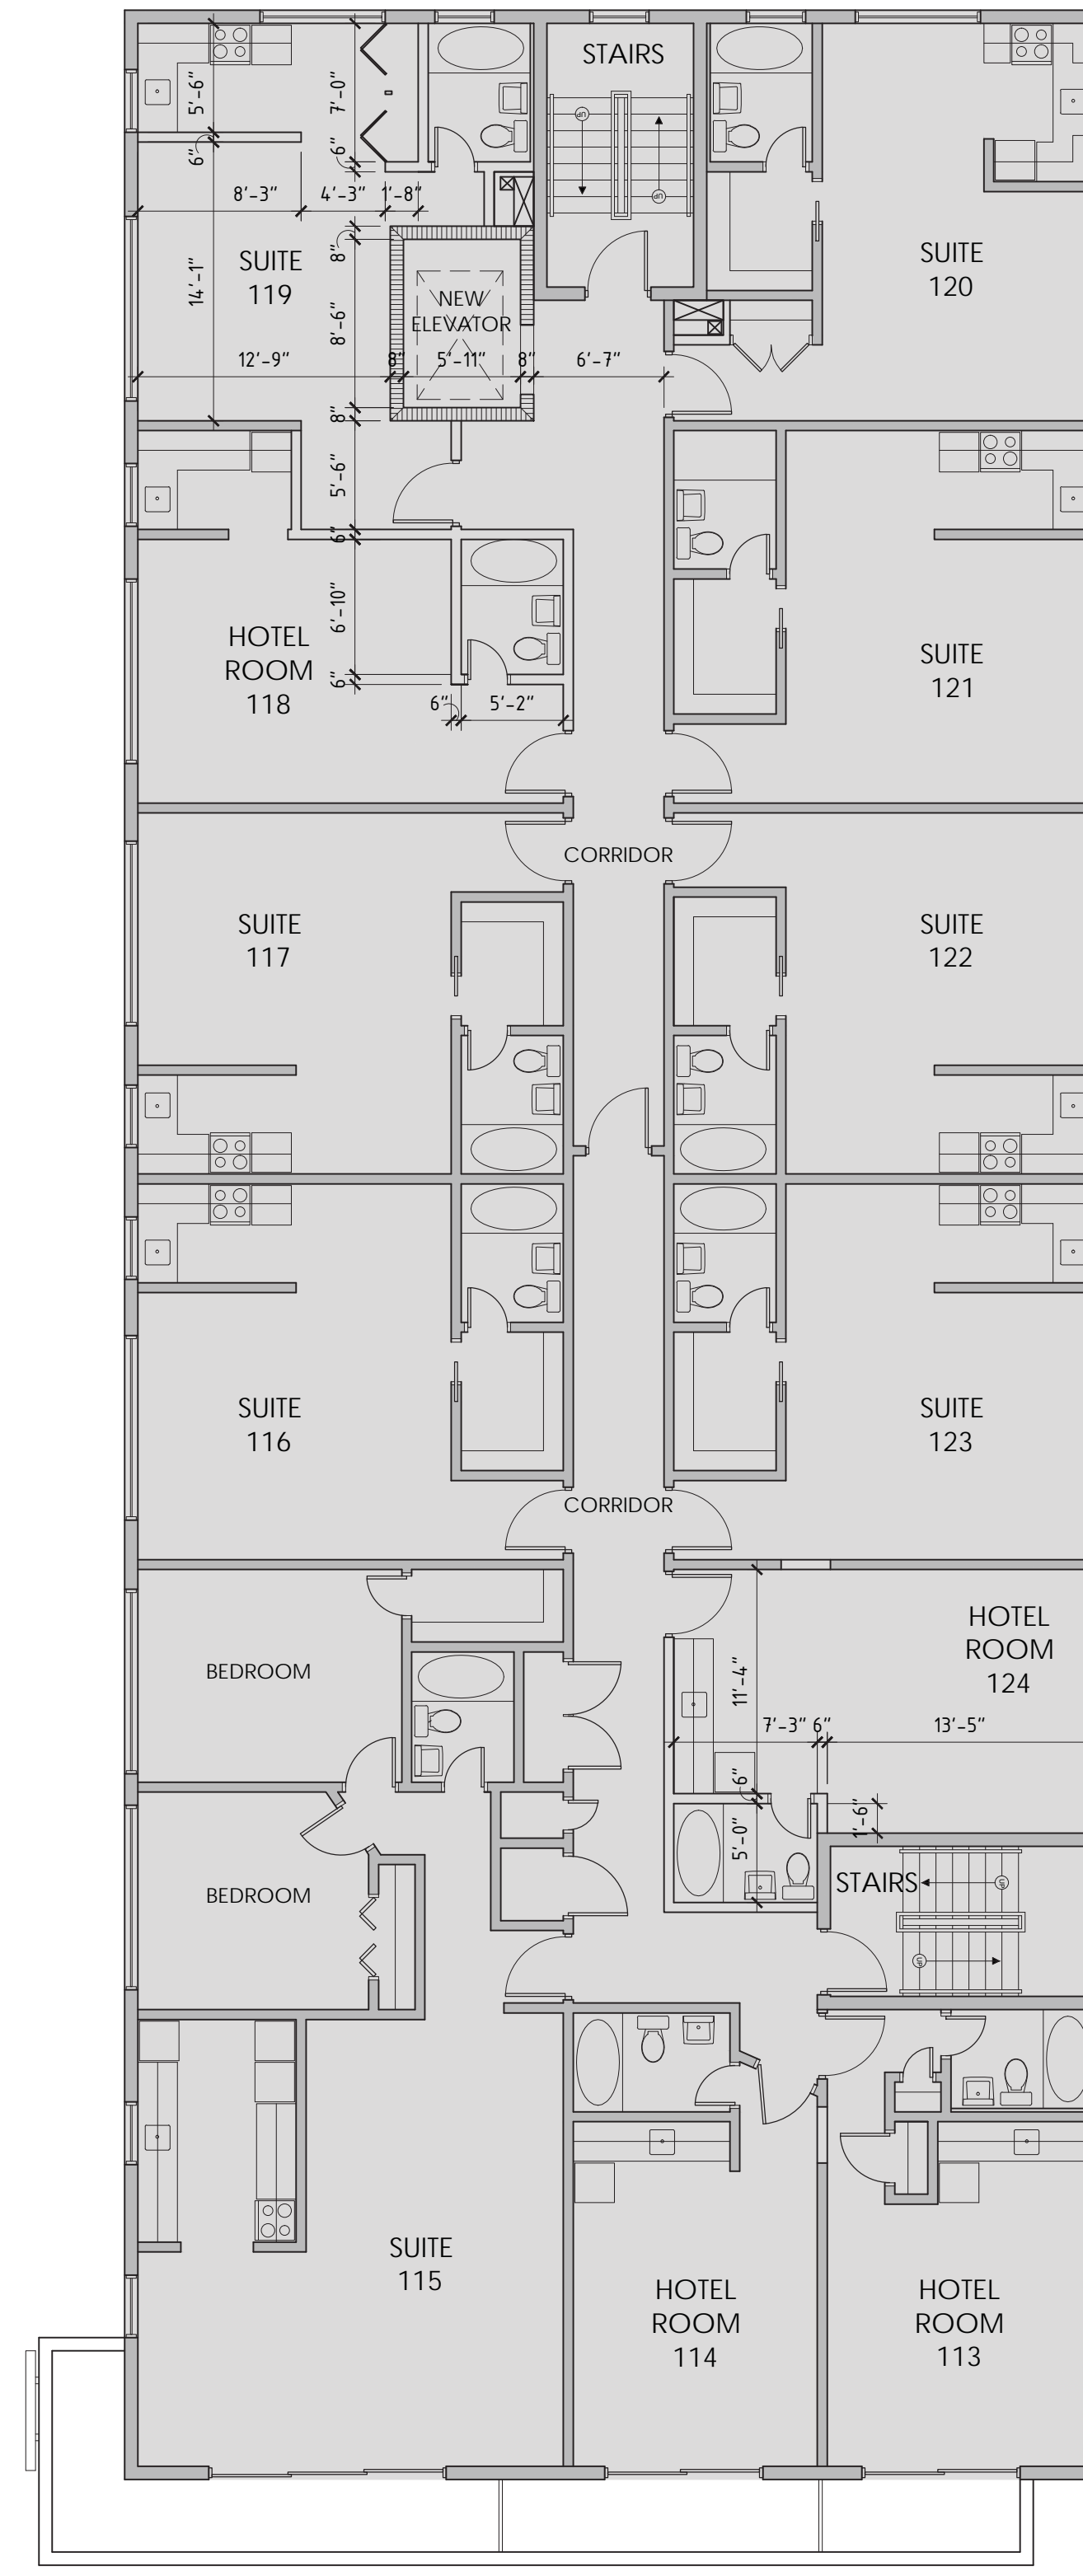 STAIRS
UP
UP
5'-6"
7'-0"
6"
6"
8'-3"
4'-3"
1'-8"
SUITE
119
SUITE
120
14'-1"
8"
8'-6"
NEW
ELEVATOR
12'-9"
8"
5'-11"
8"
6'-7"
8"
5'-6"
6"
6'-10"
HOTEL
ROOM
118
SUITE
121
6"
6"
5'-2"
CORRIDOR
SUITE
117
SUITE
122
SUITE
116
SUITE
123
CORRIDOR
HOTEL
ROOM
124
BEDROOM
11'-4"
7'-3"
6"
13'-5"
6"
1'-6"
5'-0"
STAIRS
UP
UP
BEDROOM
SUITE
115
HOTEL
ROOM
114
HOTEL
ROOM
113